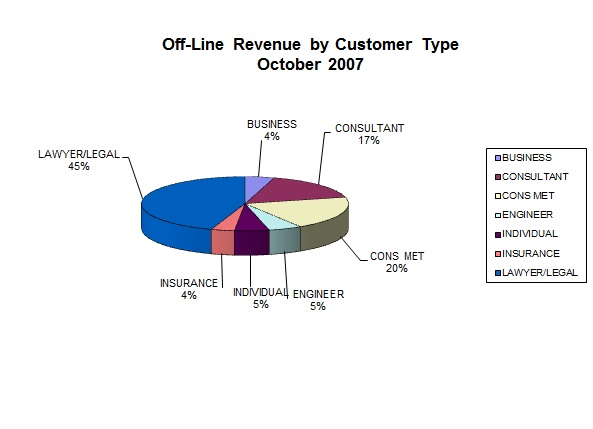 Off-Line Revenue by Customer Type
October 2007
BUSINESS
4%
CONSULTANT
17%
LAWYER/LEGAL
45%
CONS MET
20%
INSURANCE
4%
INDIVIDUAL
5%
ENGINEER
5%
BUSINESS
CONSULTANT
CONS MET
ENGINEER
INDIVIDUAL
INSURANCE
LAWYER/LEGAL